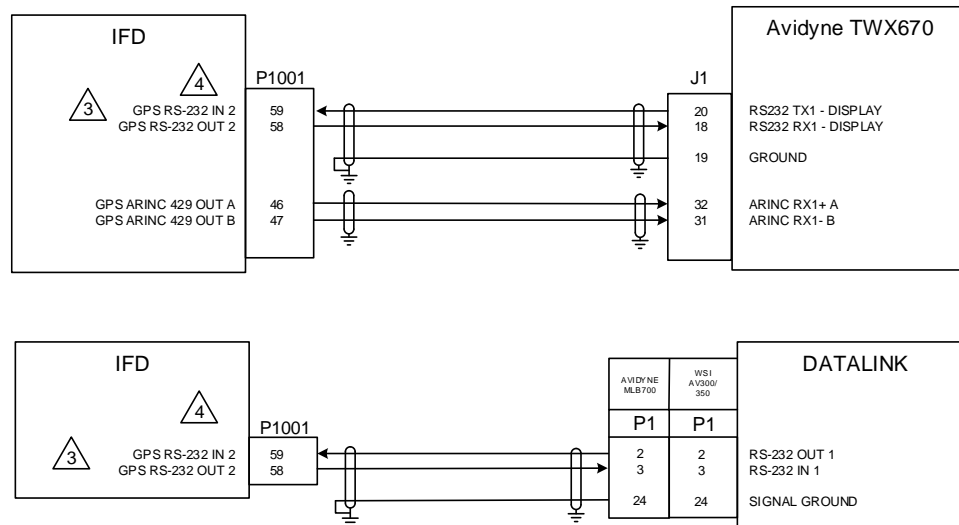 IFD
Avidyne TWX670
4
P1001
J1
3
GPS RS-232 IN 2 59 20 RS232 TX1 - DISPLAY
GPS RS-232 OUT 2 58 18 RS232 RX1 - DISPLAY
19 GROUND
GPS ARINC 429 OUT A 46 32 ARINC RX1+ A
GPS ARINC 429 OUT B 47 31 ARINC RX1- B
IFD
DATALINK
AVIDYNE
MLB700
WSI
AV300/
350
4
P1001
P1 P1
3
GPS RS-232 IN 2 59 2 2 RS-232 OUT 1
GPS RS-232 OUT 2 58 3 3 RS-232 IN 1
24 24 SIGNAL GROUND